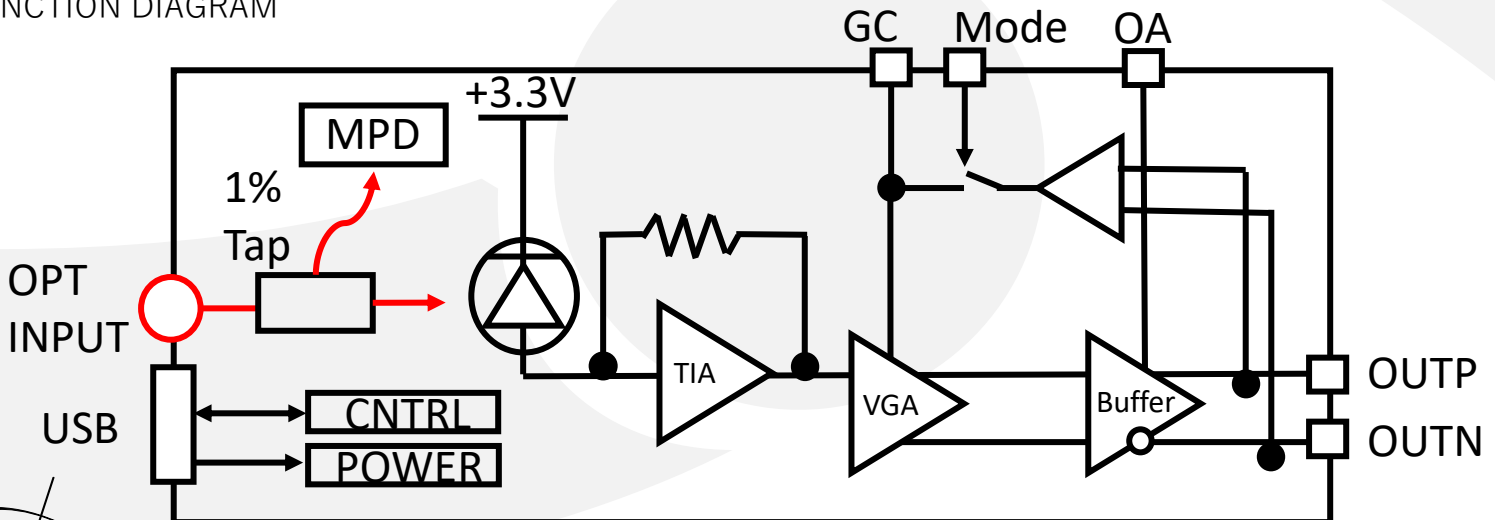 NCTION DIAGRAM
GC Mode OA
+3.3V
MPD
1%
Tap
OPT
INPUT
TIA
VGA
Buffer
OUTP
OUTN
USB
CNTRL
POWER